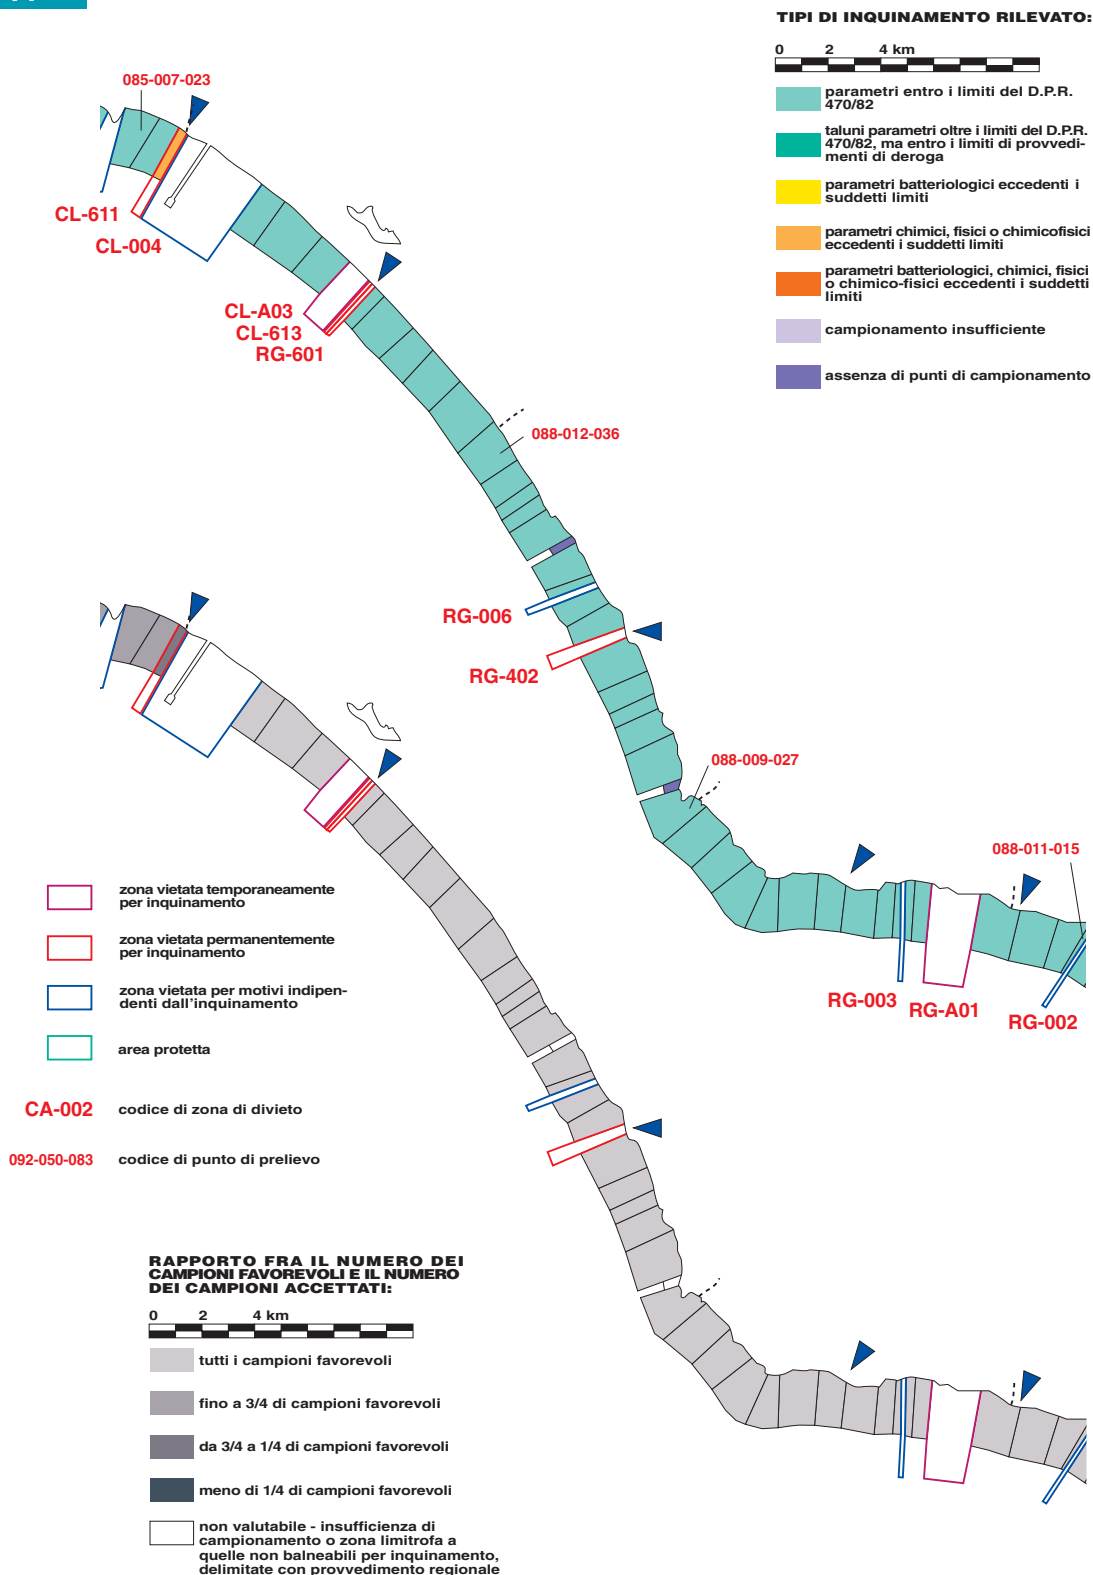 TIPI DI INQUINAMENTO RILEVATO:
0 2 4 km
parametri entro i limiti del D.P.R.
470/82
taluni parametri oltre i limiti del D.P.R.
470/82, ma entro i limiti di provvedi-
menti di deroga
parametri batteriologici eccedenti i
suddetti limiti
parametri chimici, fisici o chimicofisici
eccedenti i suddetti limiti
parametri batteriologici, chimici, fisici
o chimico-fisici eccedenti i suddetti
limiti
campionamento insufficiente
assenza di punti di campionamento
085-007-023
CL-611
CL-004
CL-A03
CL-613
RG-601
088-012-036
RG-006
RG-402
088-009-027
088-011-015
RG-003
RG-A01
RG-002
zona vietata temporaneamente
per inquinamento
zona vietata permanentemente
per inquinamento
zona vietata per motivi indipen-
denti dall'inquinamento
area protetta
CA-002 codice di zona di divieto
092-050-083 codice di punto di prelievo
RAPPORTO FRA IL NUMERO DEI
CAMPIONI FAVOREVOLI E IL NUMERO
DEI CAMPIONI ACCETTATI:
0 2 4 km
tutti i campioni favorevoli
fino a 3/4 di campioni favorevoli
da 3/4 a 1/4 di campioni favorevoli
meno di 1/4 di campioni favorevoli
non valutabile - insufficienza di
campionamento o zona limitrofa a
quelle non balneabili per inquinamento,
delimitate con provvedimento regionale